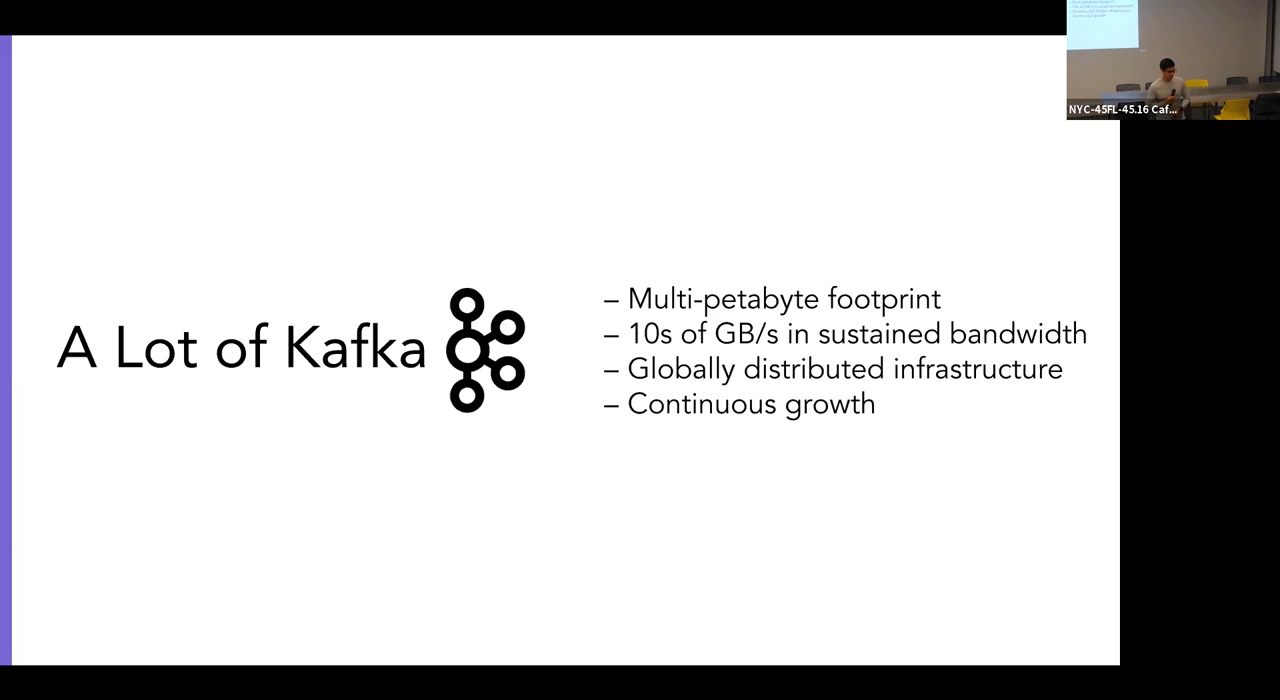 A Lot of Kafka
– Multi-petabyte footprint
– 10s of GB/s in sustained bandwidth
– Globally distributed infrastructure
– Continuous growth
NYC-45FL-45.16 Caf...